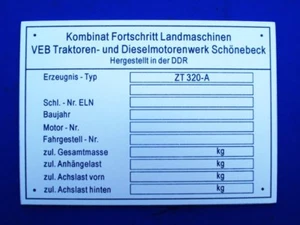 Kombinat Fortschritt Landmaschinen
VEB Traktoren- und Dieselmotorenwerk Schönebeck
Hergestellt in der DDR
Erzeugnis - Typ ZT 320-A
Schl. - Nr. ELN
Baujahr
Motor - Nr.
Fahrgestell - Nr.
zul. Gesamtmasse kg
zul. Anhängelast kg
zul. Achslast vorn kg
zul. Achslast hinten kg